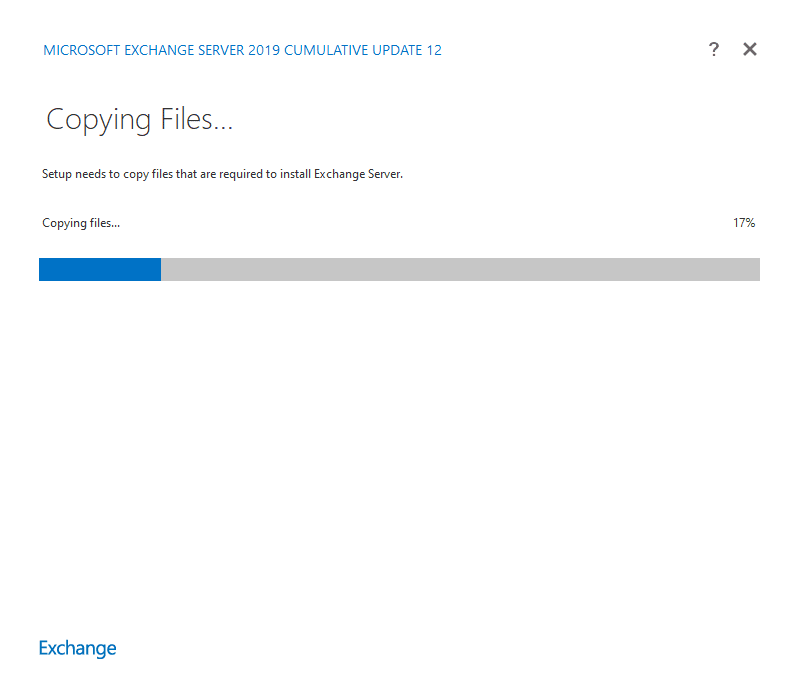 MICROSOFT EXCHANGE SERVER 2019 CUMULATIVE UPDATE 12
?
Copying Files...
Setup needs to copy files that are required to install Exchange Server.
Copying files... 17%
Exchange